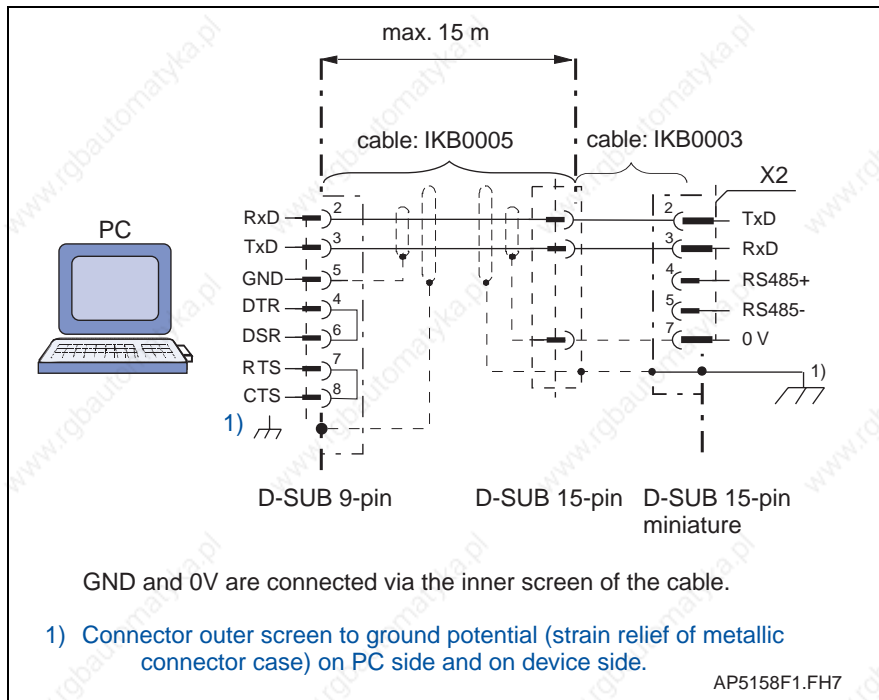 max. 15 m
cable: IKB0005
cable: IKB0003
X2
PC
RxD 2
2 TxD
TxD 3
3 RxD
GND 5
4 RS485+
DTR 4
5 RS485-
DSR 6
7 0 V
RTS 7
CTS 8
1)
1)
D-SUB 9-pin
D-SUB 15-pin
D-SUB 15-pin
miniature
GND and 0V are connected via the inner screen of the cable.
1) Connector outer screen to ground potential (strain relief of metallic
connector case) on PC side and on device side.
AP5158F1.FH7
www.rgbautomatyka.pl